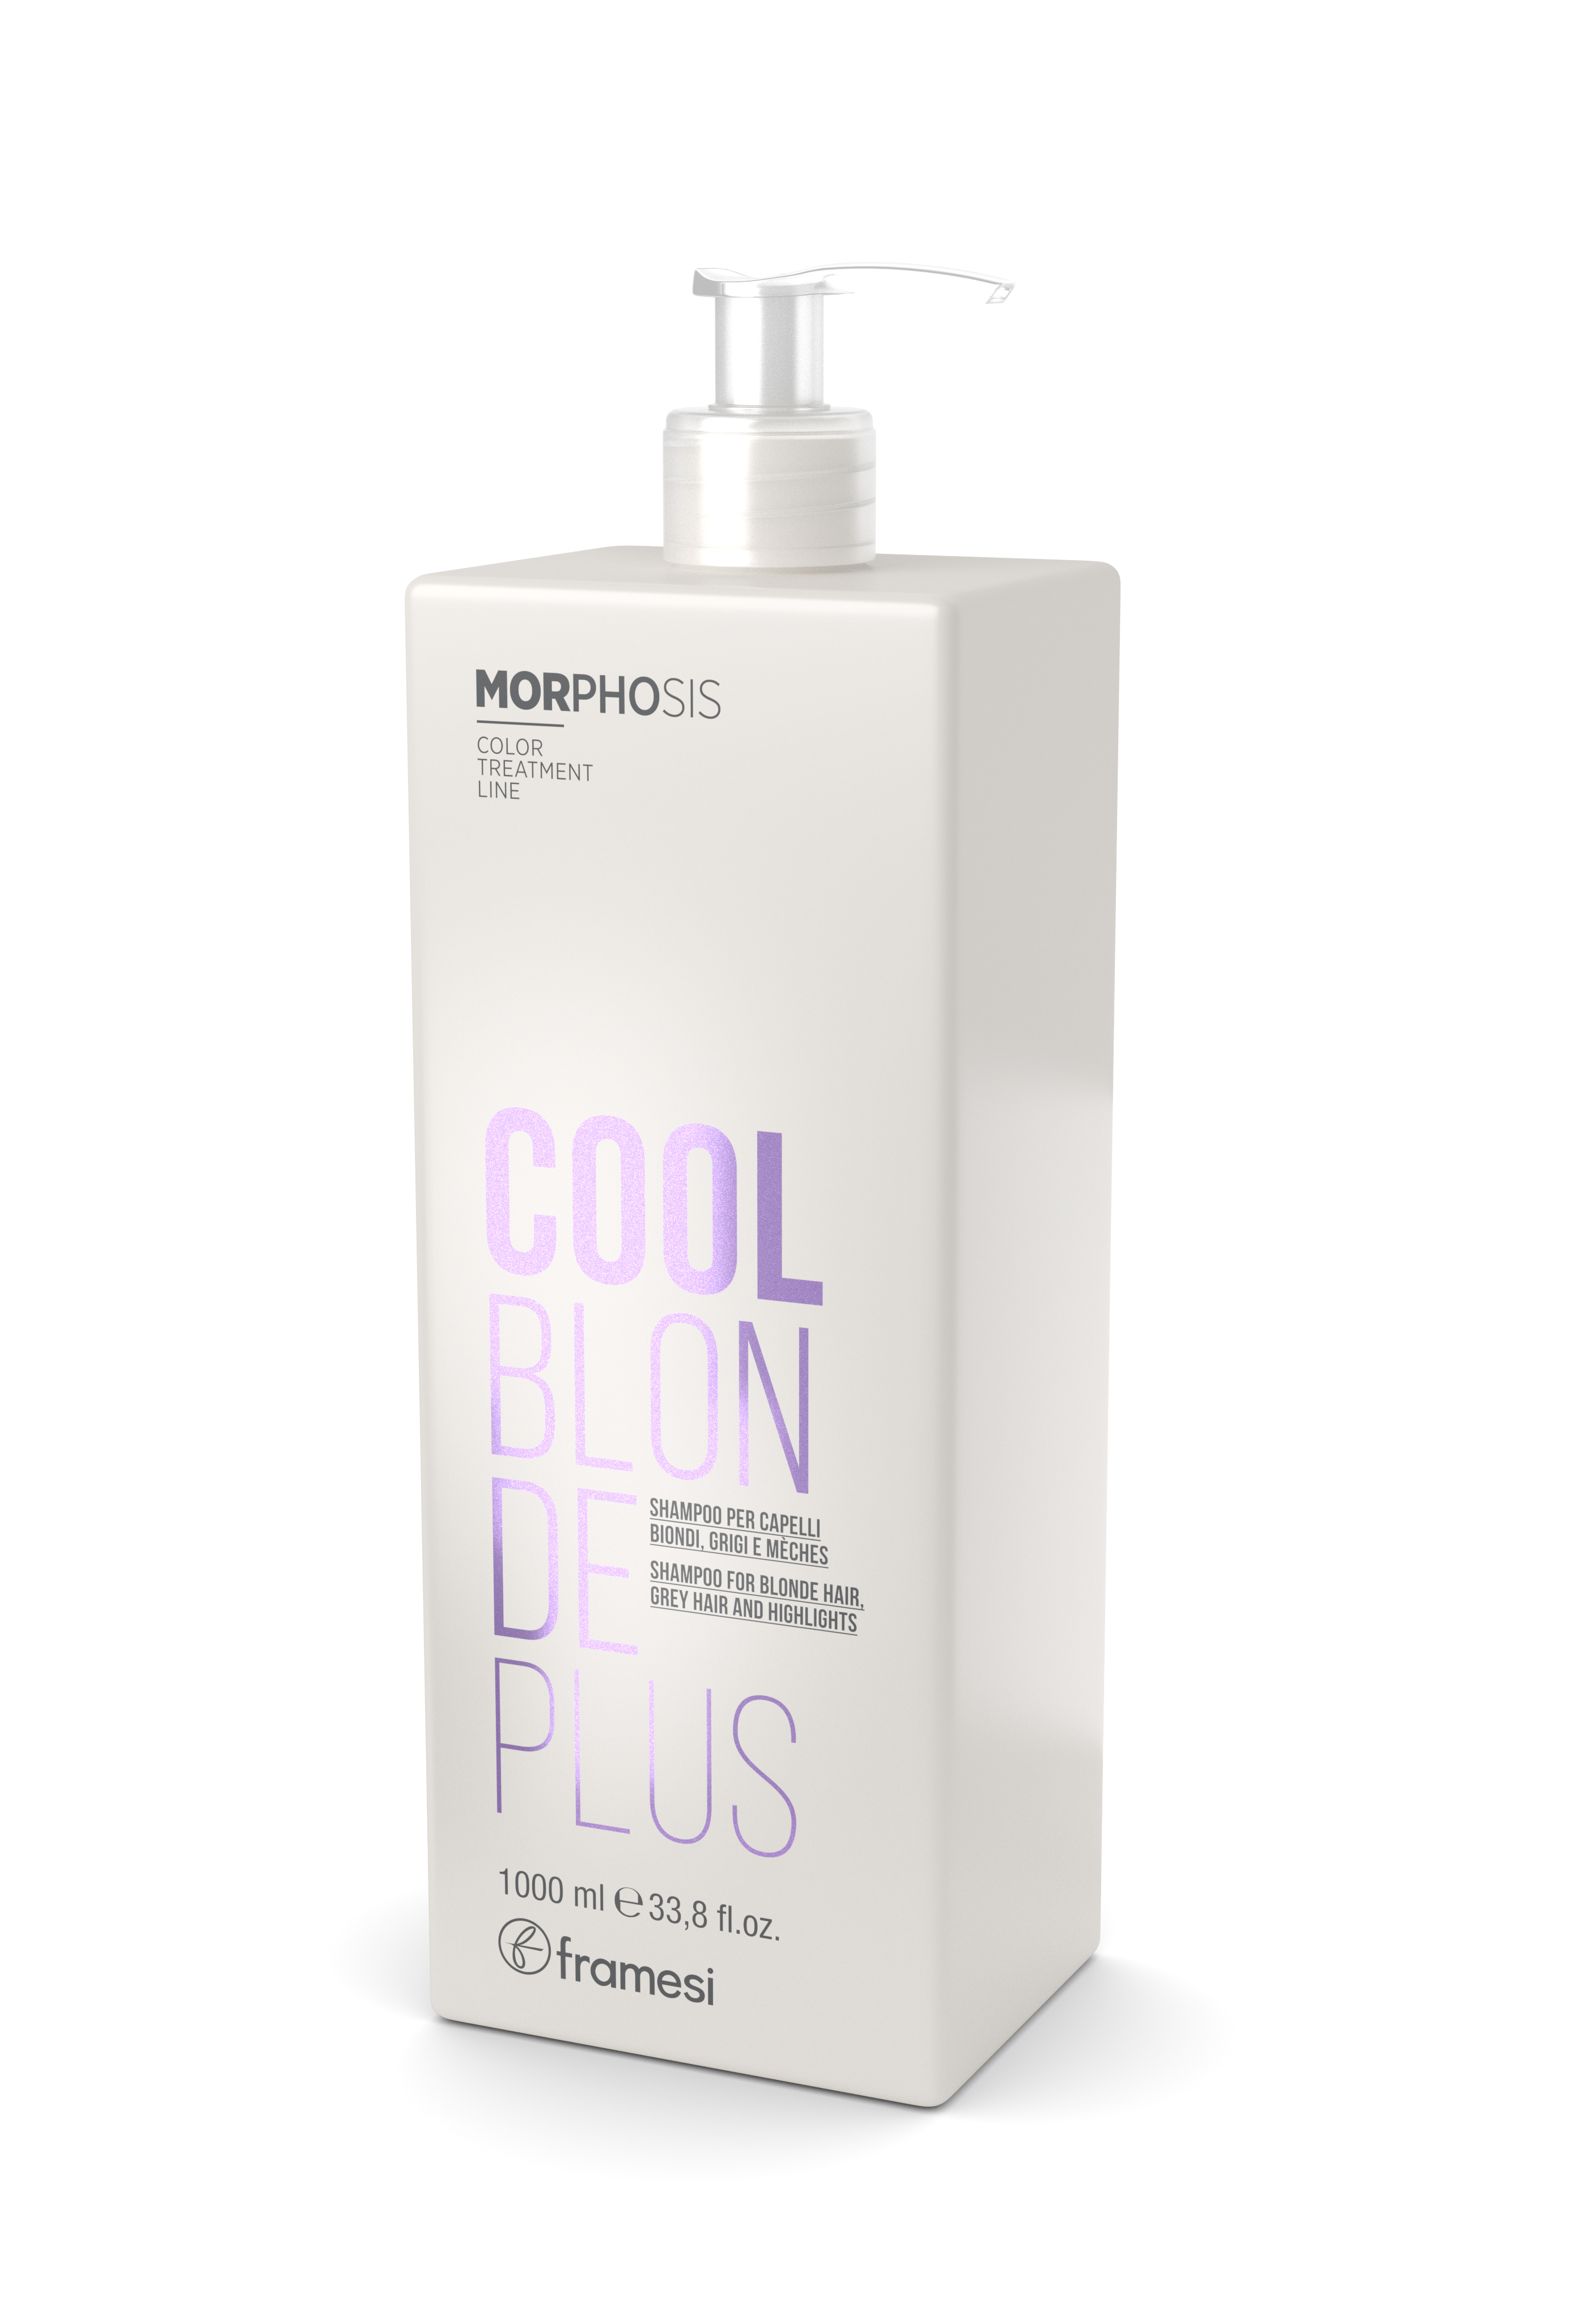 MORPHOSIS
COLOR
TREATMENT
LINE
COOL
BLON
DE
SHAMPOO PER CAPELLI
BIONDI, GRIGI E MÈCHES
SHAMPOO FOR BLONDE HAIR,
GREY HAIR AND HIGHLIGHTS
PLUS
1000 ml ℮ 33,8 fl.oz.
framesi